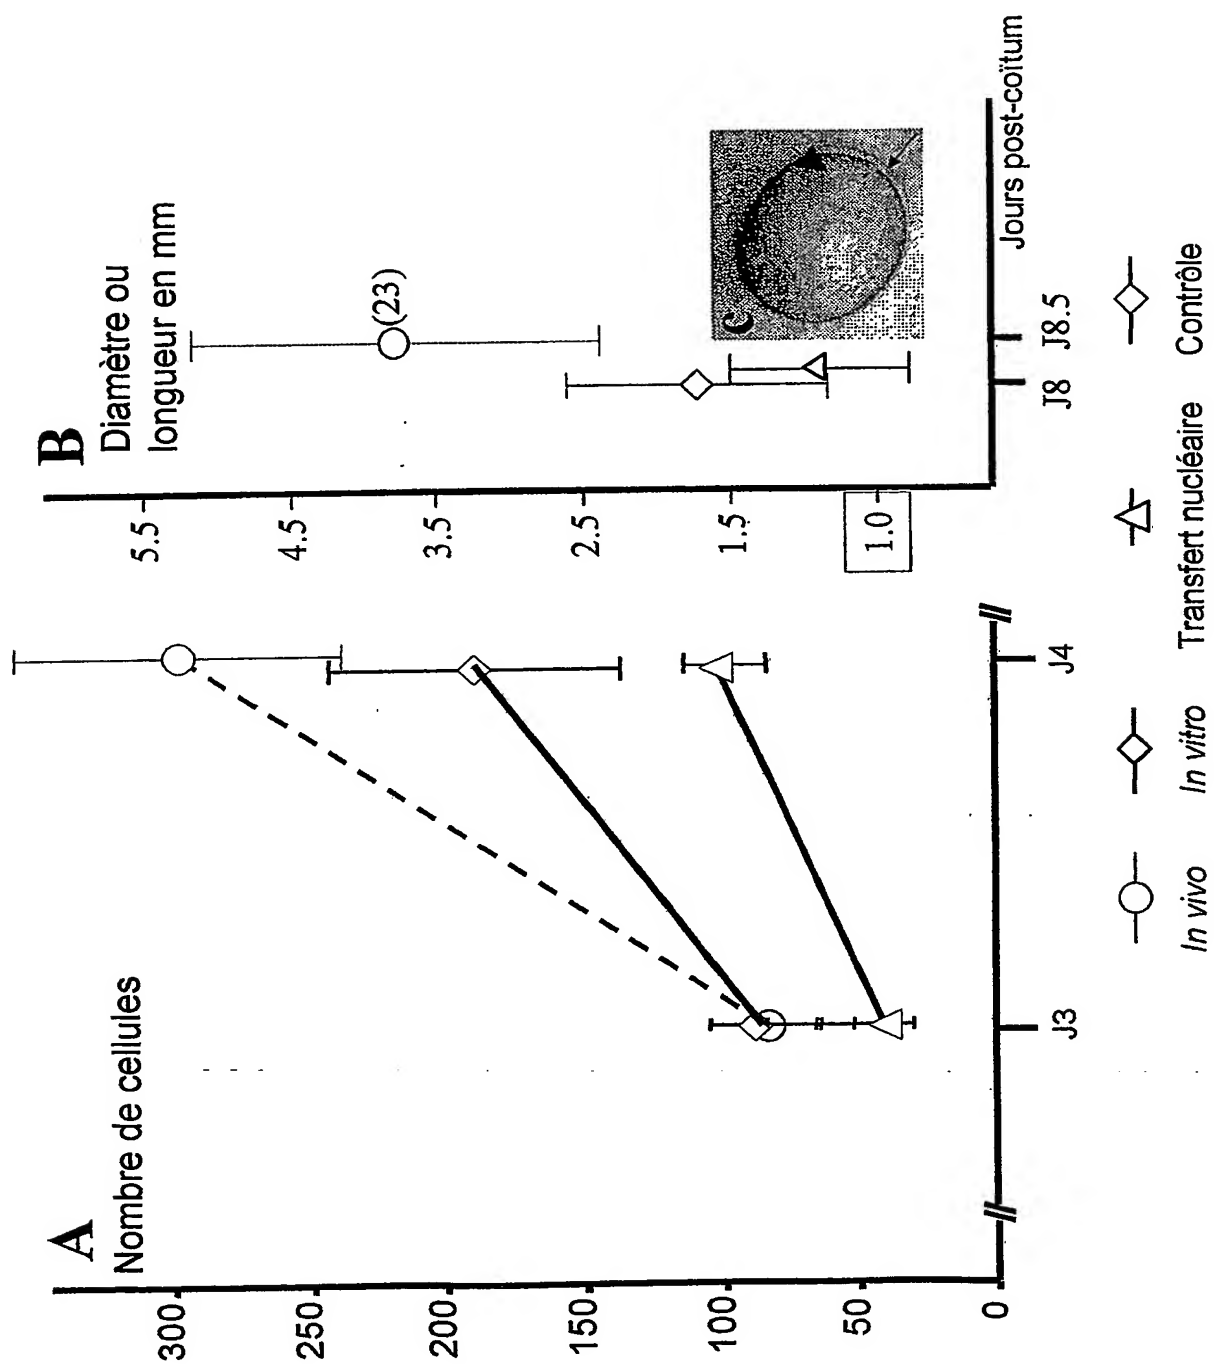 A
Nombre de cellules
300
250
200
150
100
50
0
J3
J4
B
Diamètre ou
longueur en mm
5.5
4.5
3.5
2.5
1.5
1.0
(23)
C
J8
J8.5
Jours post-coïtum
In vivo
In vitro
Transfert nucléaire
Contrôle